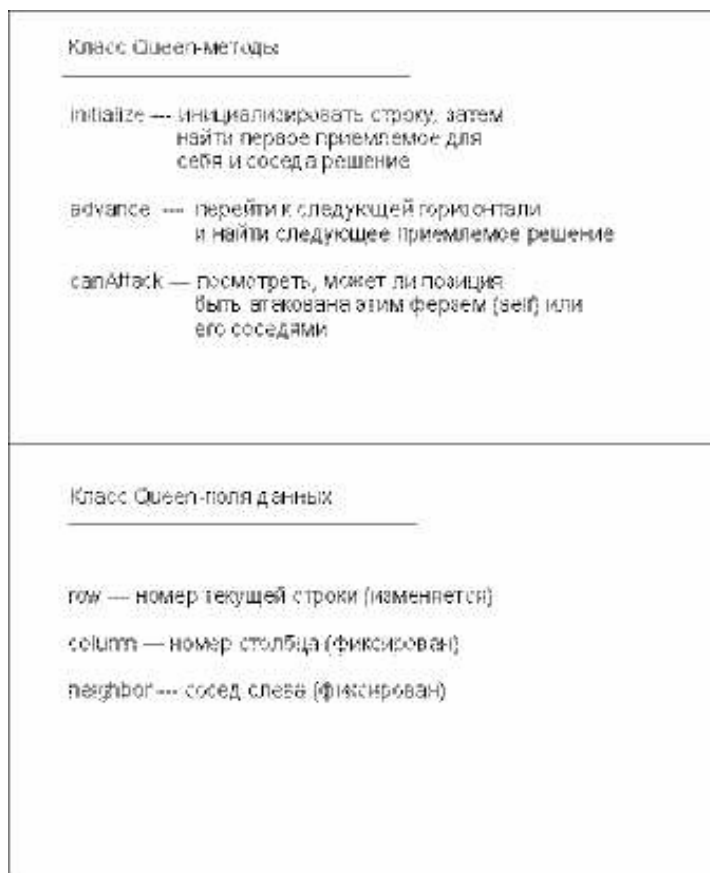 Класс Queen-методы
initialize — инициализировать строку, затем
найти первое приемлемое для
себя и соседа решение
advance — перейти к следующей горизонтали
и найти следующее приемлемое решение
canAttack — посмотреть, может ли позиция
быть атакована этим ферзем (self) или
его соседями
Класс Queen-поля данных
row — номер текущей строки (изменяется)
column — номер столбца (фиксирован)
neighbor — сосед слева (фиксирован)